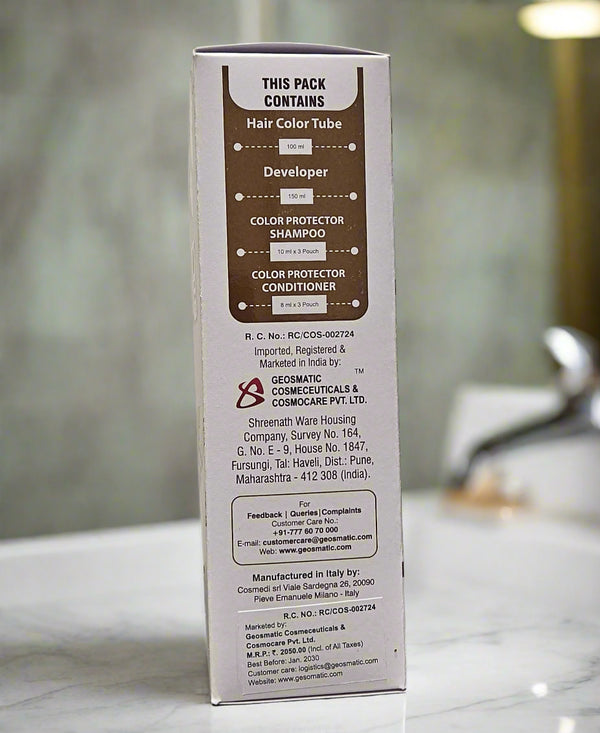 THIS PACK
CONTAINS
Hair Color Tube
100 ml
Developer
150 ml
COLOR PROTECTOR
SHAMPOO
10 ml x 3 Pouch
COLOR PROTECTOR
CONDITIONER
8 ml x 3 Pouch
R. C. No.: RC/COS-002724
Imported, Registered &
Marketed in India by:
GEOSMATIC TM
COSMECEUTICALS &
COSMOCARE PVT. LTD.
Shreenath Ware Housing
Company, Survey No. 164,
G. No. E - 9, House No. 1847,
Fursungi, Tal: Haveli, Dist.: Pune,
Maharashtra - 412 308 (India).
For
Feedback | Queries|Complaints
Customer Care No.:
+91-777 60 70 000
E-mail: customercare@geosmatic.com
Web: www.geosmatic.com
Manufactured in Italy by:
Cosmedi srl Viale Sardegna 26, 20090
Pieve Emanuele Milano - Italy
R.C. NO.: RC/COS-002724
Marketed by:
Geosmatic Cosmeceuticals &
Cosmocare Pvt. Ltd.
M.R.P.: ₹. 2050.00 (Incl. of All Taxes)
Best Before: Jan. 2030
Customer care: logistics@geosmatic.com
Website: www.gesomatic.com